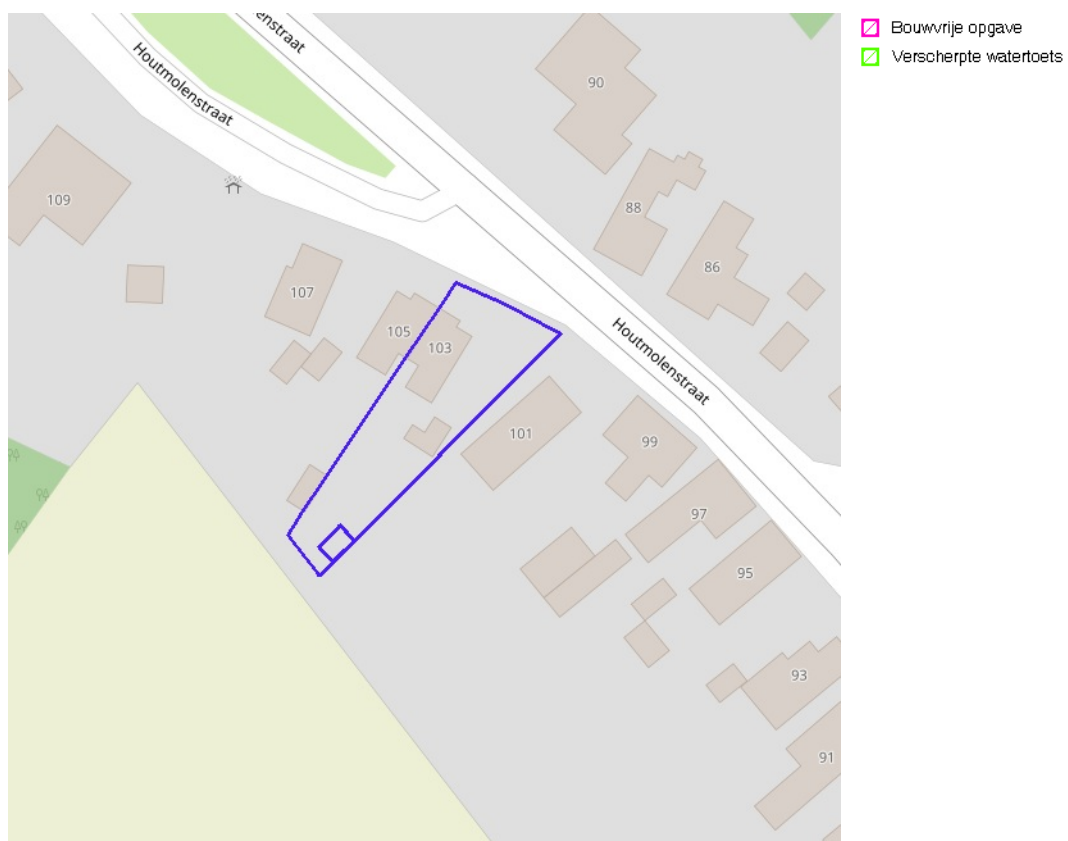 enstraat
Houtmolenstraat
90
109
88
86
107
105
103
Houtmolenstraat
101
99
97
95
93
91
Bouwvrije opgave
Verscherpte watertoets